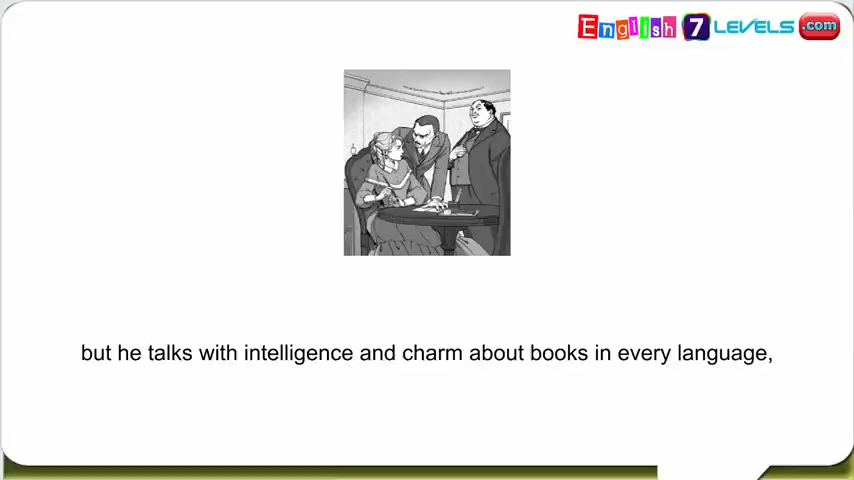 English 7 LEVELS .com
but he talks with intelligence and charm about books in every language,